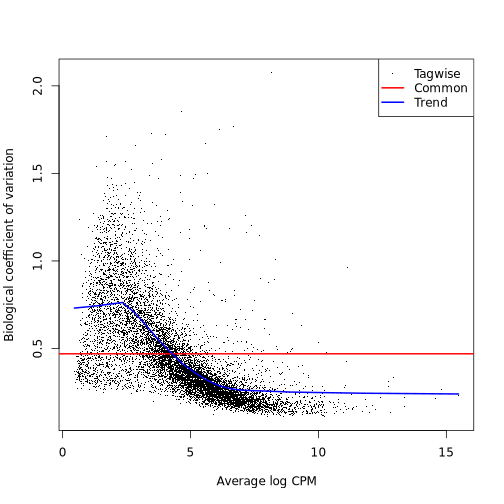 Tagwise
Common
Trend
Biological coefficient of variation
2.0
1.5
1.0
0.5
0 5 10 15
Average log CPM